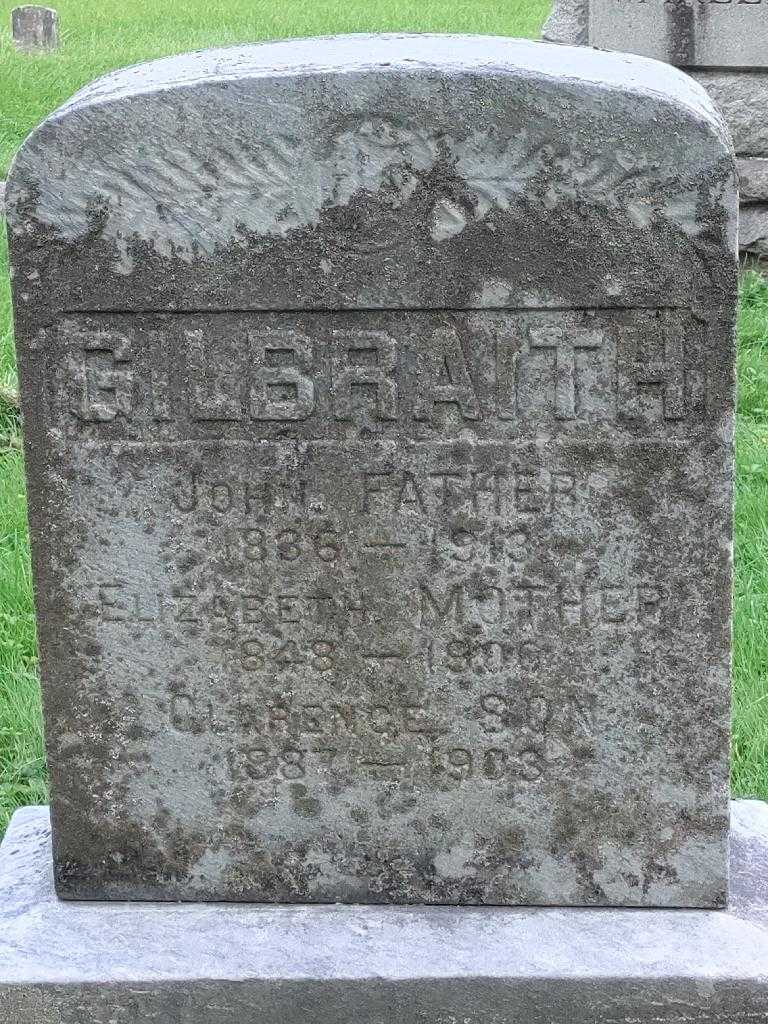 GILBRAITH
JOHN. FATHER
1836 — 1913
ELIZABETH. MOTHER
1848 — 1906
CLARENCE. SON
1887 — 1903